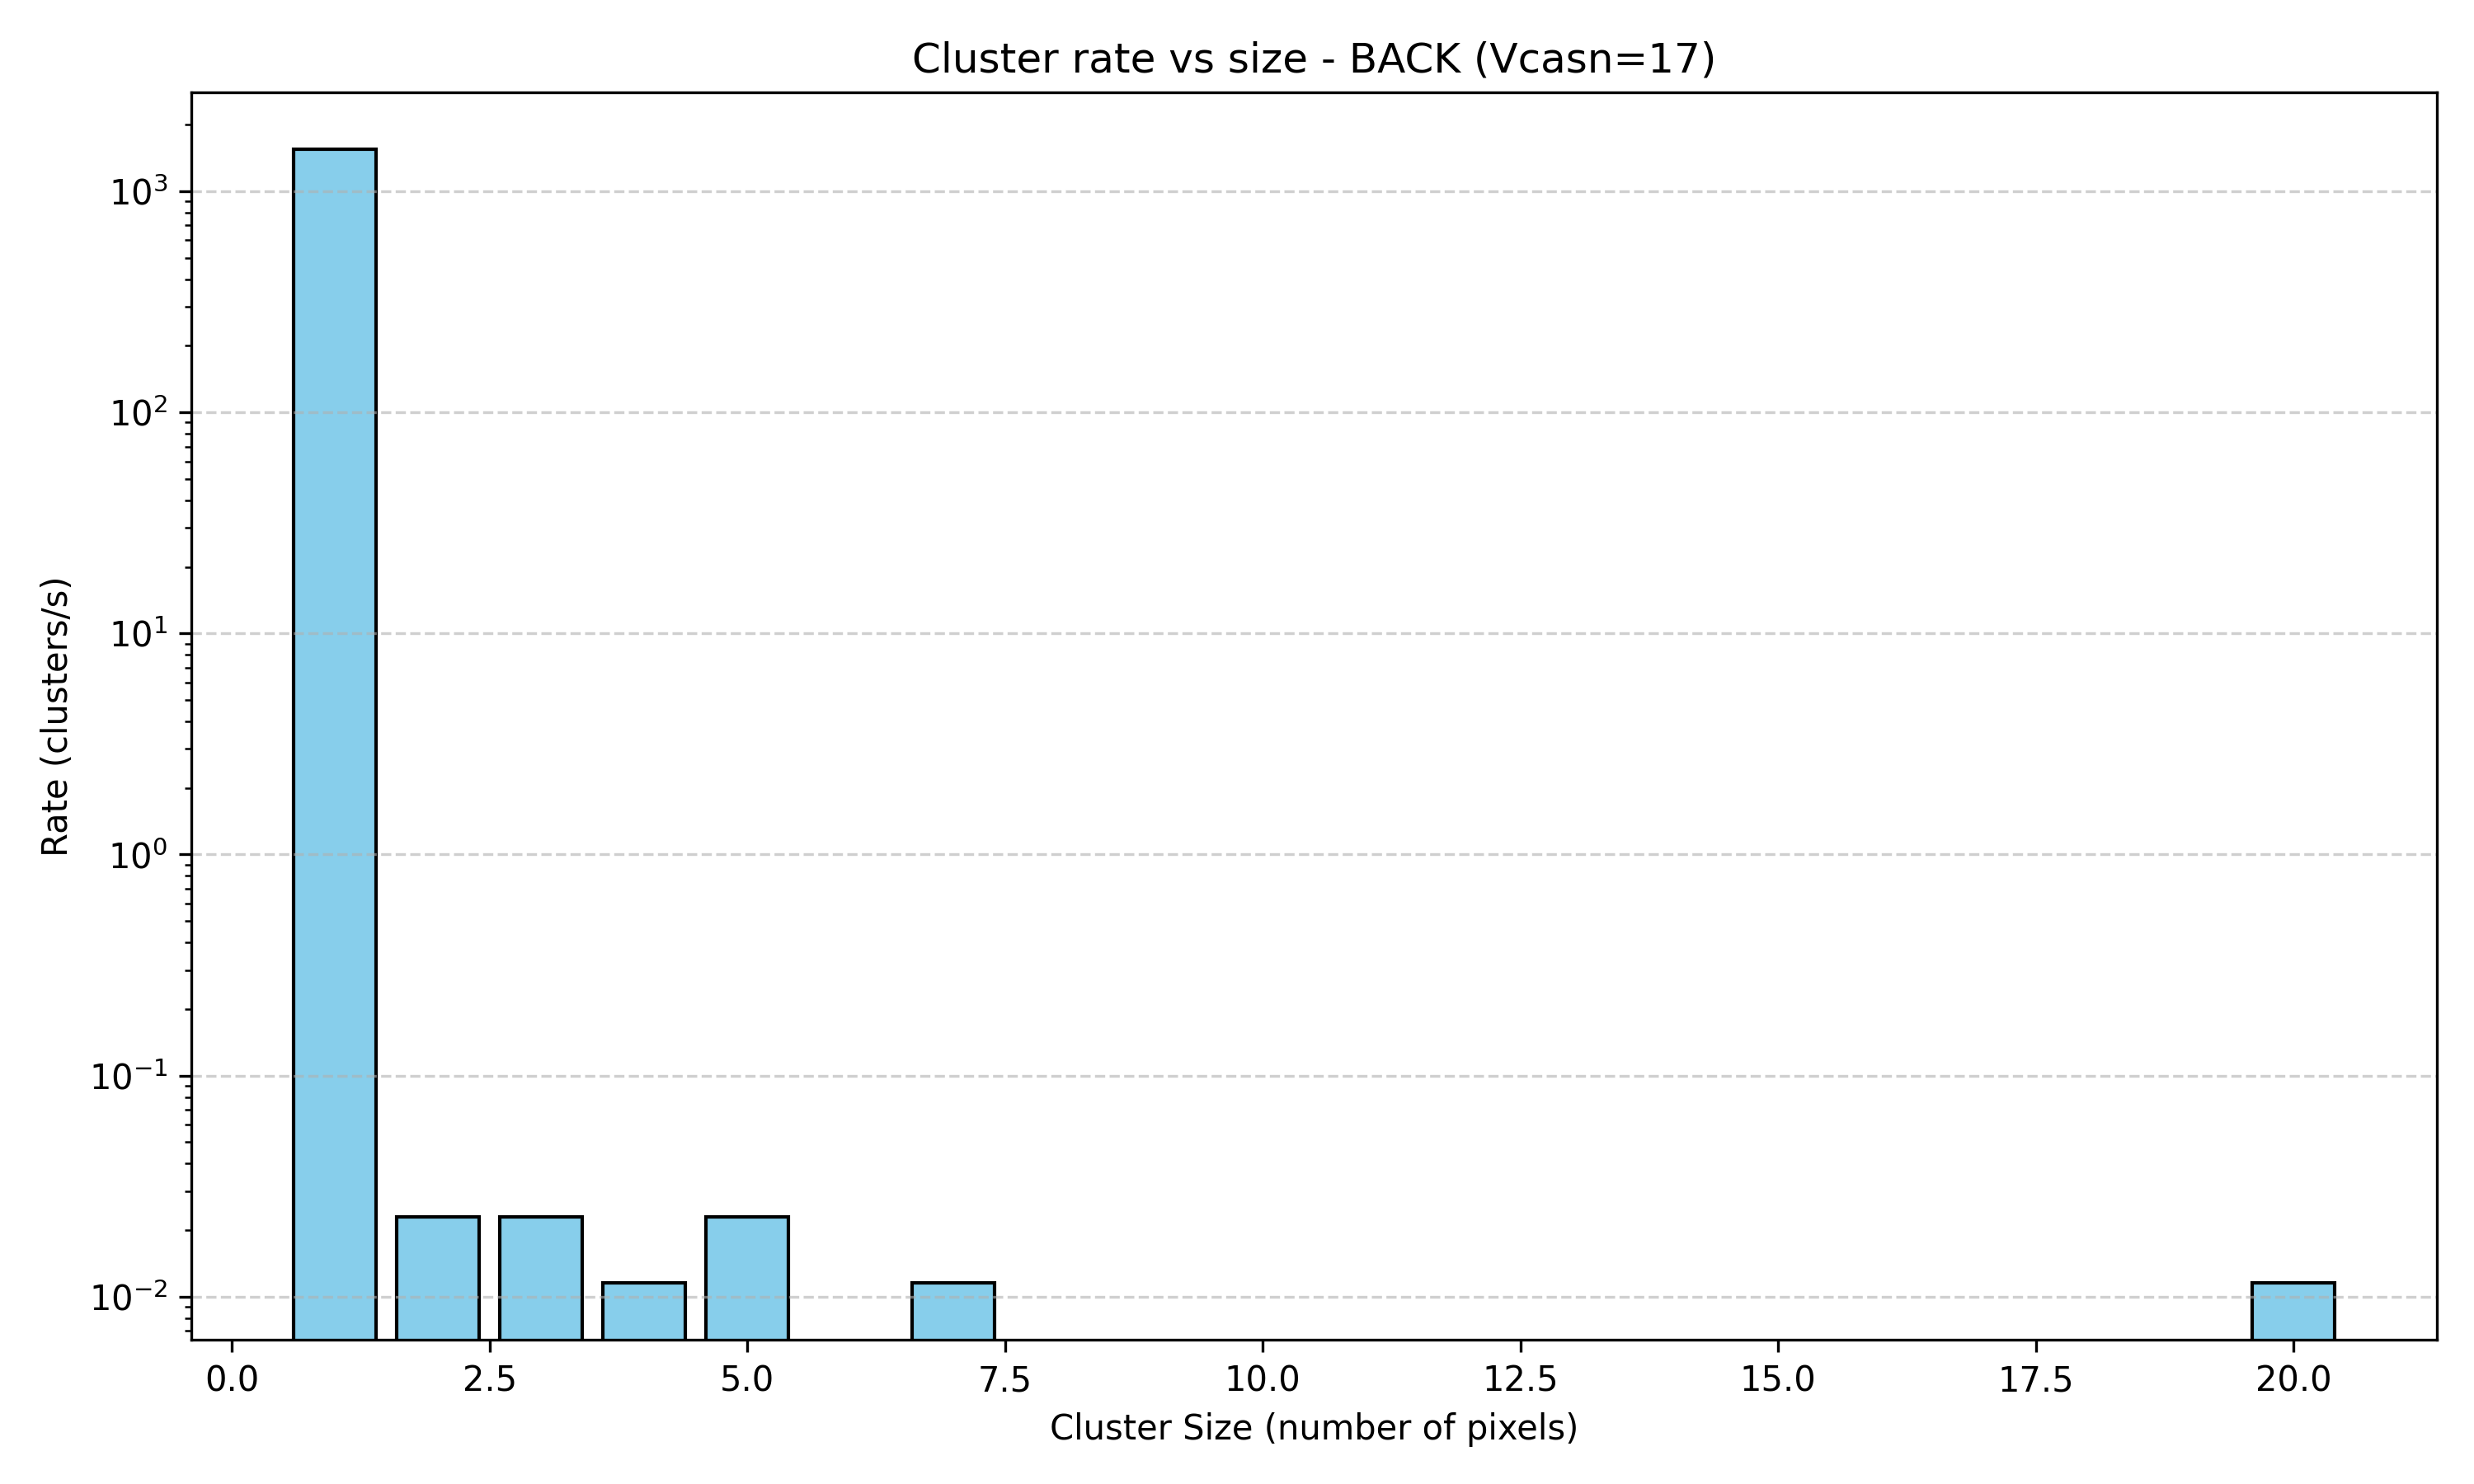 Cluster rate vs size - BACK (Vcasn=17)
Rate (clusters/s)
10³
10²
10¹
10⁰
10⁻¹
10⁻²
0.0 2.5 5.0 7.5 10.0 12.5 15.0 17.5 20.0
Cluster Size (number of pixels)